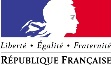 Liberté • Égalité • Fraternité
RÉPUBLIQUE FRANÇAISE